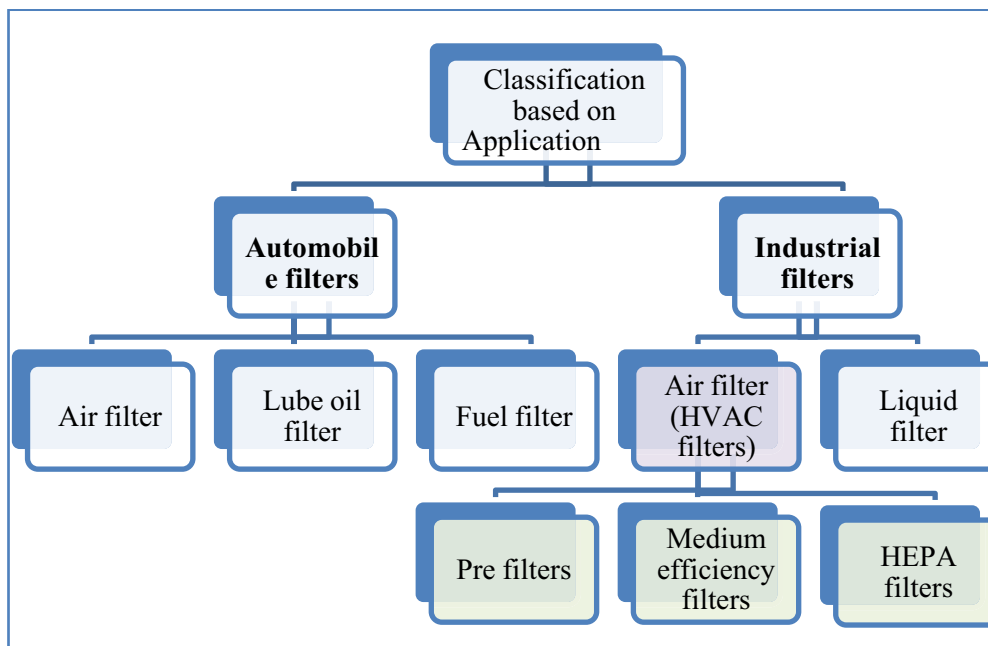 Classification
based on
Application
Automobil
e filters
Industrial
filters
Air filter
Lube oil
filter
Fuel filter
Air filter
(HVAC
filters)
Liquid
filter
Pre filters
Medium
efficiency
filters
HEPA
filters